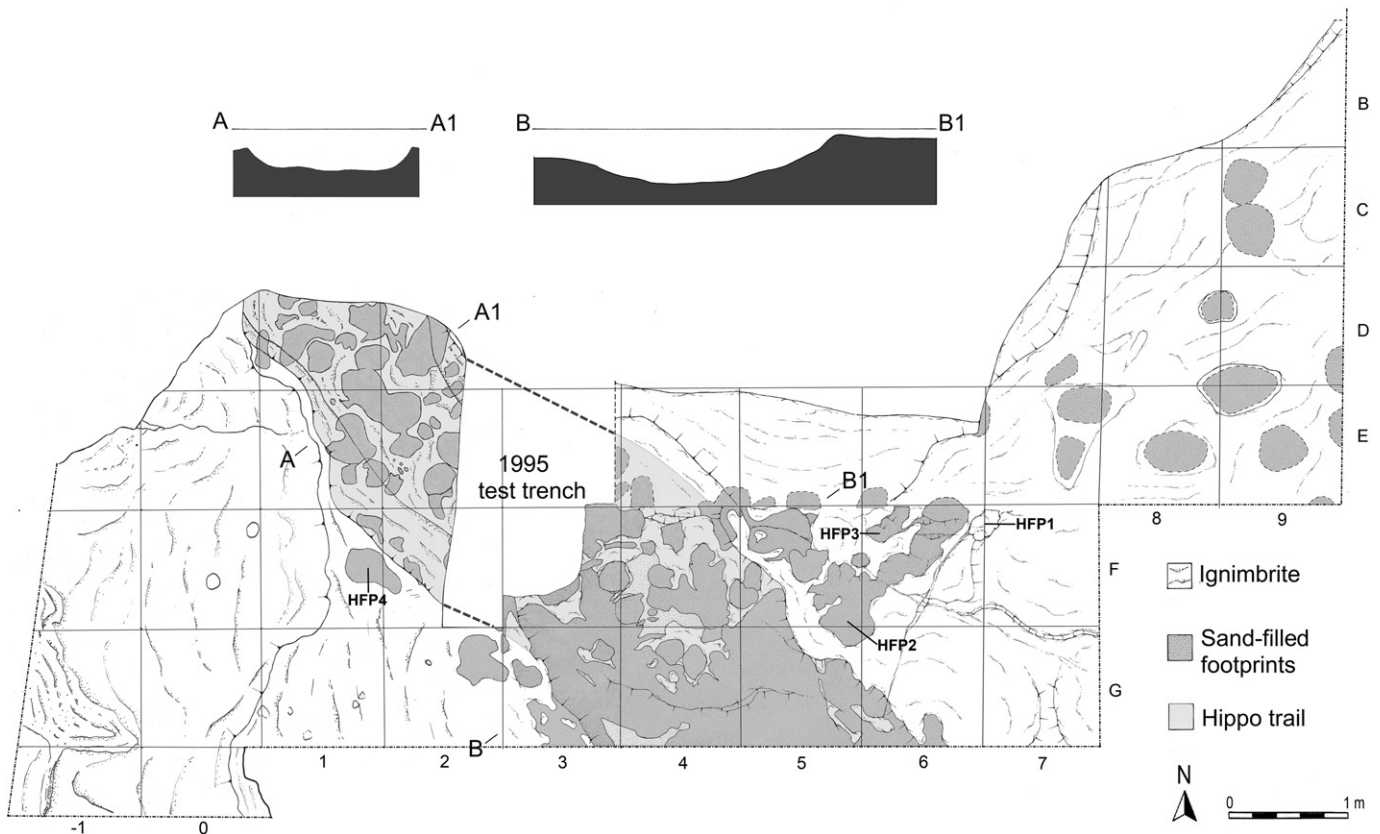 A A1
B B1
A1
A
1995
test trench
B1
HFP3
HFP1
HFP4
HFP2
B
B
C
D
E
F
G
8 9
1 2 3 4 5 6 7
-1 0
Ignimbrite
Sand-filled
footprints
Hippo trail
N
0 1 m